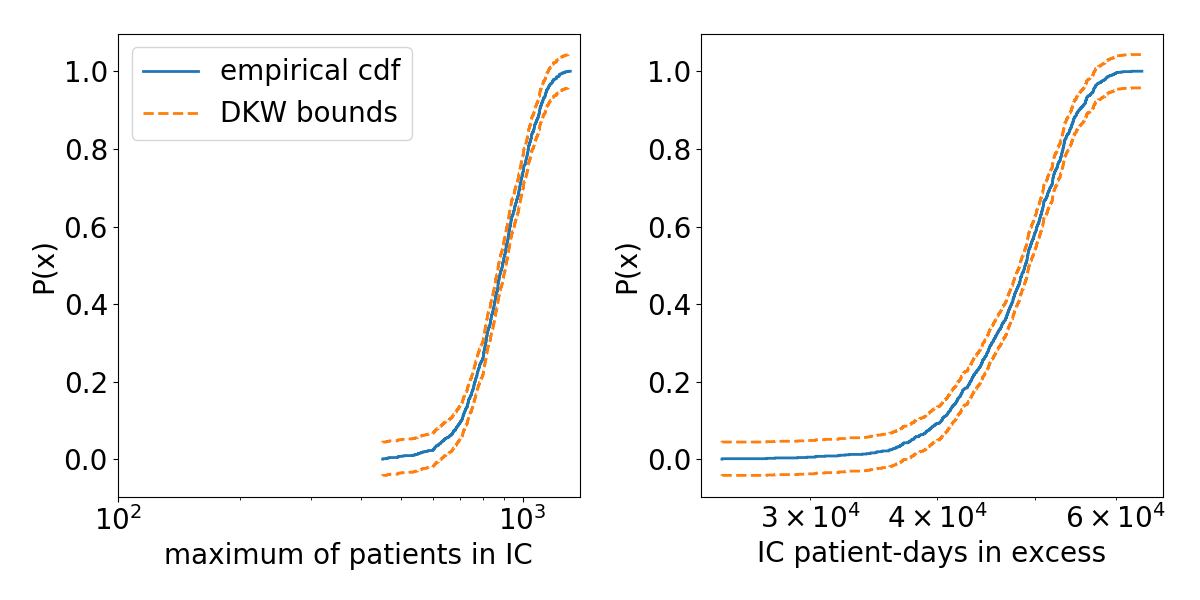 empirical cdf
DKW bounds
1.0
0.8
0.6
0.4
0.2
0.0
P(x)
10²
10³
maximum of patients in IC
1.0
0.8
0.6
0.4
0.2
0.0
P(x)
3 × 10⁴
4 × 10⁴
6 × 10⁴
IC patient-days in excess